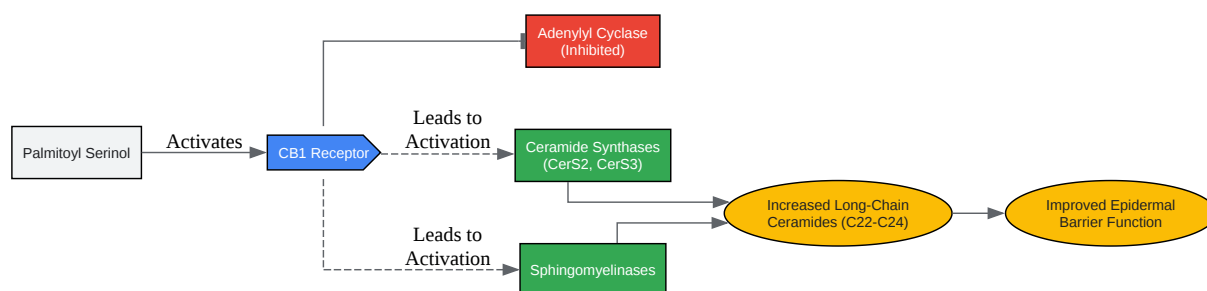 Adenylyl Cyclase
(Inhibited)
Palmitoyl Serinol
Activates
CB1 Receptor
Leads to
Activation
Ceramide Synthases
(CerS2, CerS3)
Leads to
Activation
Sphingomyelinases
Increased Long-Chain
Ceramides (C22-C24)
Improved Epidermal
Barrier Function